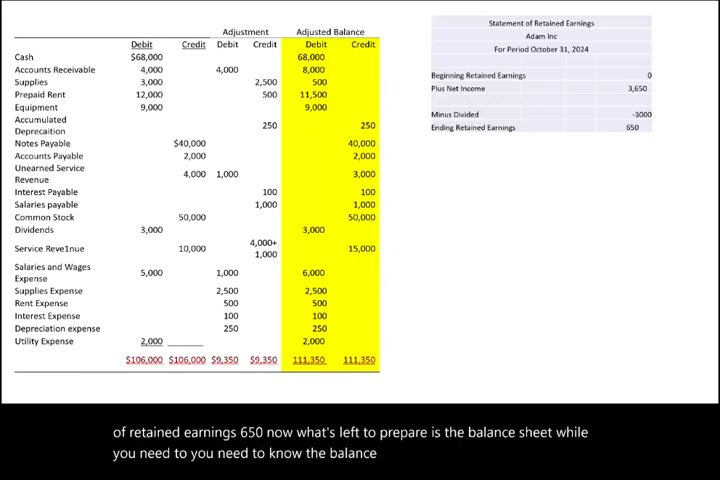 Adjustment Adjusted Balance
Debit Credit Debit Credit Debit Credit
Cash $68,000 68,000
Accounts Receivable 4,000 4,000 8,000
Supplies 3,000 2,500 500
Prepaid Rent 12,000 500 11,500
Equipment 9,000 9,000
Accumulated
Deprecaition 250 250
Notes Payable $40,000 40,000
Accounts Payable 2,000 2,000
Unearned Service
Revenue 4,000 1,000 3,000
Interest Payable 100 100
Salaries payable 1,000 1,000
Common Stock 50,000 50,000
Dividends 3,000 3,000
Service Reve1nue 10,000 4,000+ 1,000 15,000
Salaries and Wages
Expense 5,000 1,000 6,000
Supplies Expense 2,500 2,500
Rent Expense 500 500
Interest Expense 100 100
Depreciation expense 250 250
Utility Expense 2,000 2,000
$106,000 $106,000 $9,350 $9,350 111,350 111,350
Statement of Retained Earnings
Adam Inc
For Period October 31, 2024
Beginning Retained Earnings 0
Plus Net Income 3,650
Minus Divided -3000
Ending Retained Earnings 650
of retained earnings 650 now what's left to prepare is the balance sheet while
you need to you need to know the balance